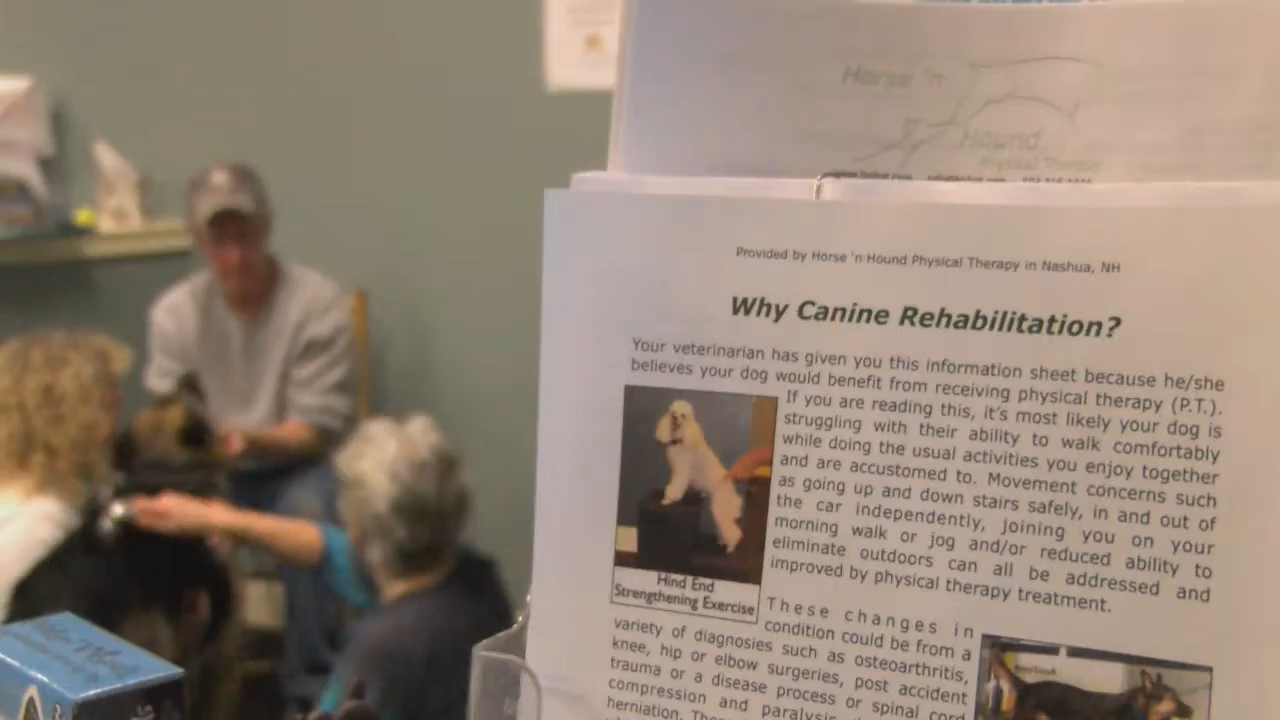 Horse 'n
Hound
Physical Therapy
Provided by Horse 'n Hound Physical Therapy in Nashua, NH
Why Canine Rehabilitation?
Your veterinarian has given you this information sheet because he/she
believes your dog would benefit from receiving physical therapy (P.T.).
If you are reading this, it's most likely your dog is
struggling with their ability to walk comfortably
while doing the usual activities you enjoy together
and are accustomed to. Movement concerns such
as going up and down stairs safely, in and out of
the car independently, joining you on your
morning walk or jog and/or reduced ability to
eliminate outdoors can all be addressed and
improved by physical therapy treatment.
Hind End
Strengthening Exercise
These changes in
condition could be from a
variety of diagnoses such as osteoarthritis,
knee, hip or elbow surgeries, post accident
trauma or a disease process or spinal cord
compression and paralysis
herniation.